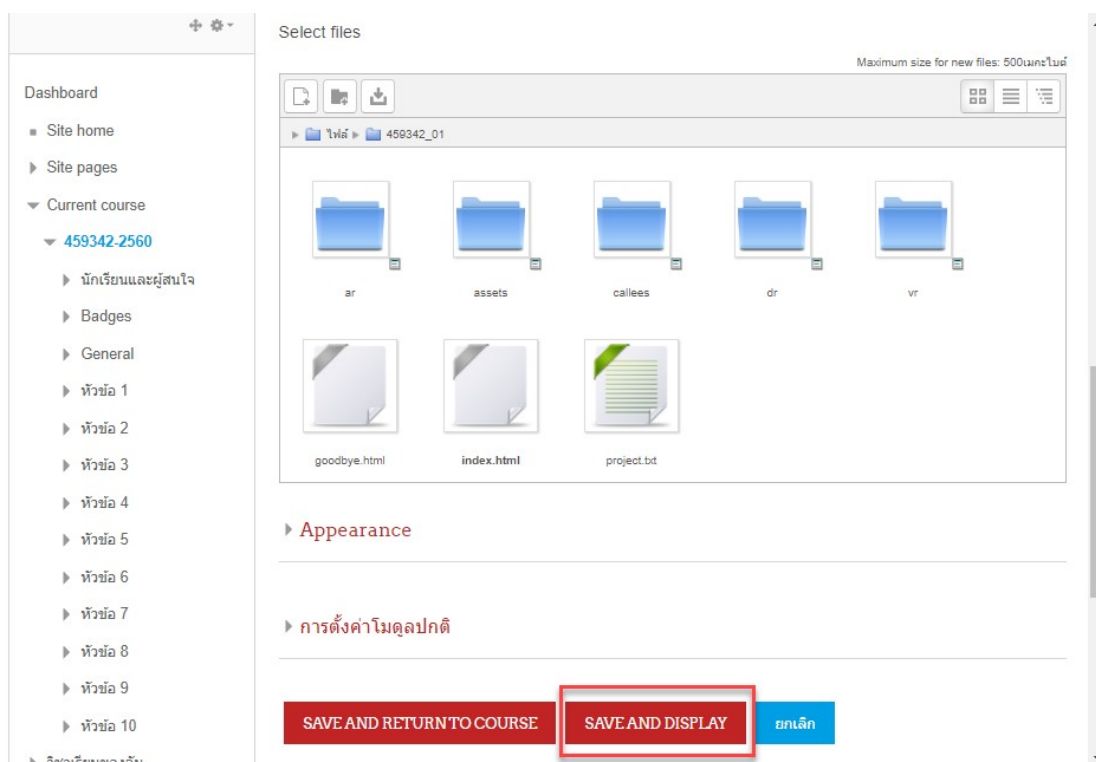 Select files
Maximum size for new files: 500เมกะไบต์
Dashboard
Site home
Site pages
Current course
459342-2560
นักเรียนและผู้สนใจ
Badges
General
หัวข้อ 1
หัวข้อ 2
หัวข้อ 3
หัวข้อ 4
หัวข้อ 5
หัวข้อ 6
หัวข้อ 7
หัวข้อ 8
หัวข้อ 9
หัวข้อ 10
ไฟล์ 459342_01
ar assets callees dr vr
goodbye.html index.html project.txt
Appearance
การตั้งค่าโมดูลปกติ
SAVE AND RETURN TO COURSE SAVE AND DISPLAY ยกเลิก